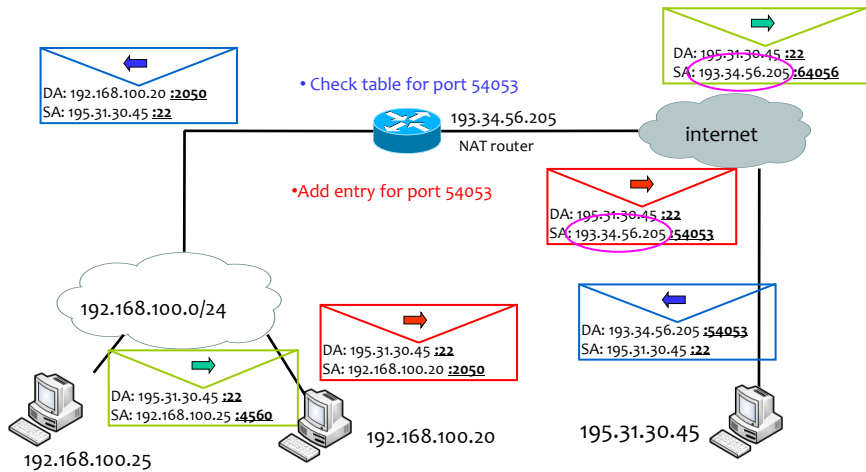 DA: 195.31.30.45 :22
SA: 193.34.56.205:64056
DA: 192.168.100.20 :2050
SA: 195.31.30.45 :22
• Check table for port 54053
193.34.56.205
NAT router
internet
•Add entry for port 54053
DA: 195.31.30.45 :22
SA: 193.34.56.205 :54053
192.168.100.0/24
DA: 193.34.56.205 :54053
SA: 195.31.30.45 :22
DA: 195.31.30.45 :22
SA: 192.168.100.20 :2050
DA: 195.31.30.45 :22
SA: 192.168.100.25 :4560
192.168.100.25
192.168.100.20
195.31.30.45